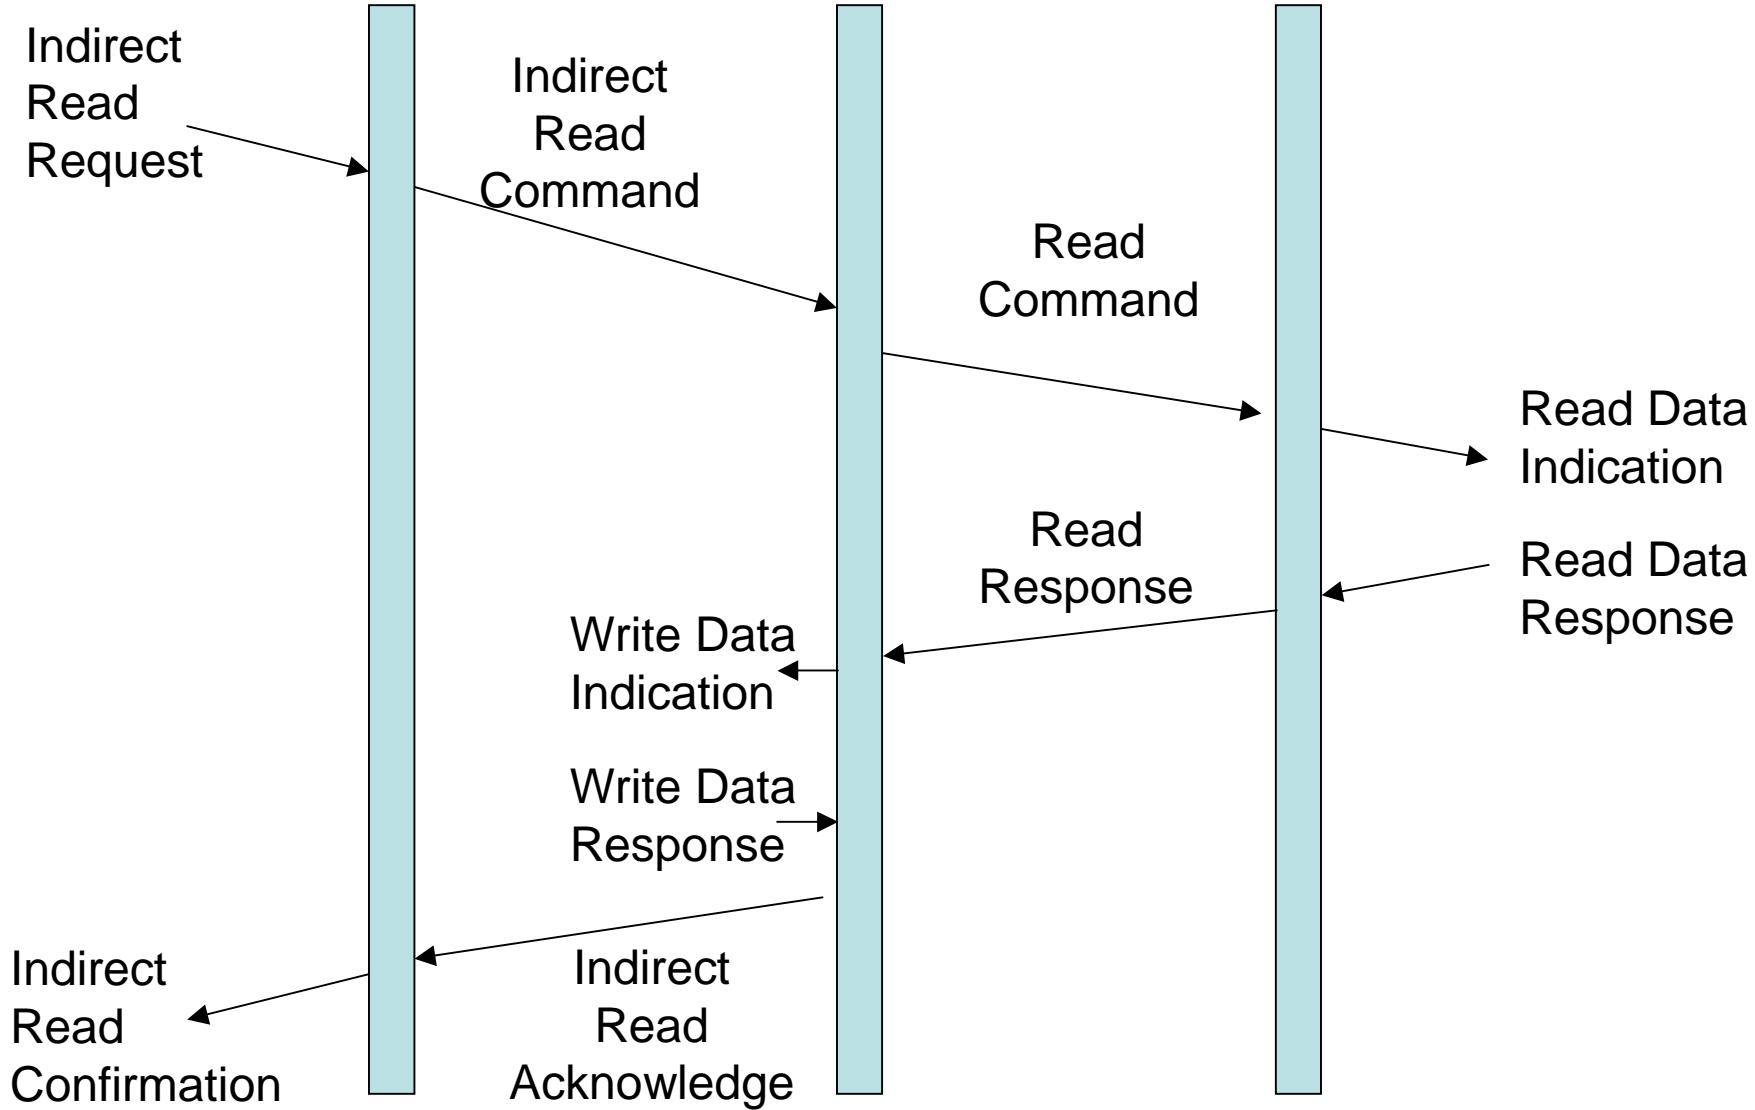 Indirect
Read
Request
Indirect
Read
Command
Read
Command
Read Data
Indication
Read
Response
Read Data
Response
Write Data
Indication
Write Data
Response
Indirect
Read
Acknowledge
Indirect
Read
Confirmation